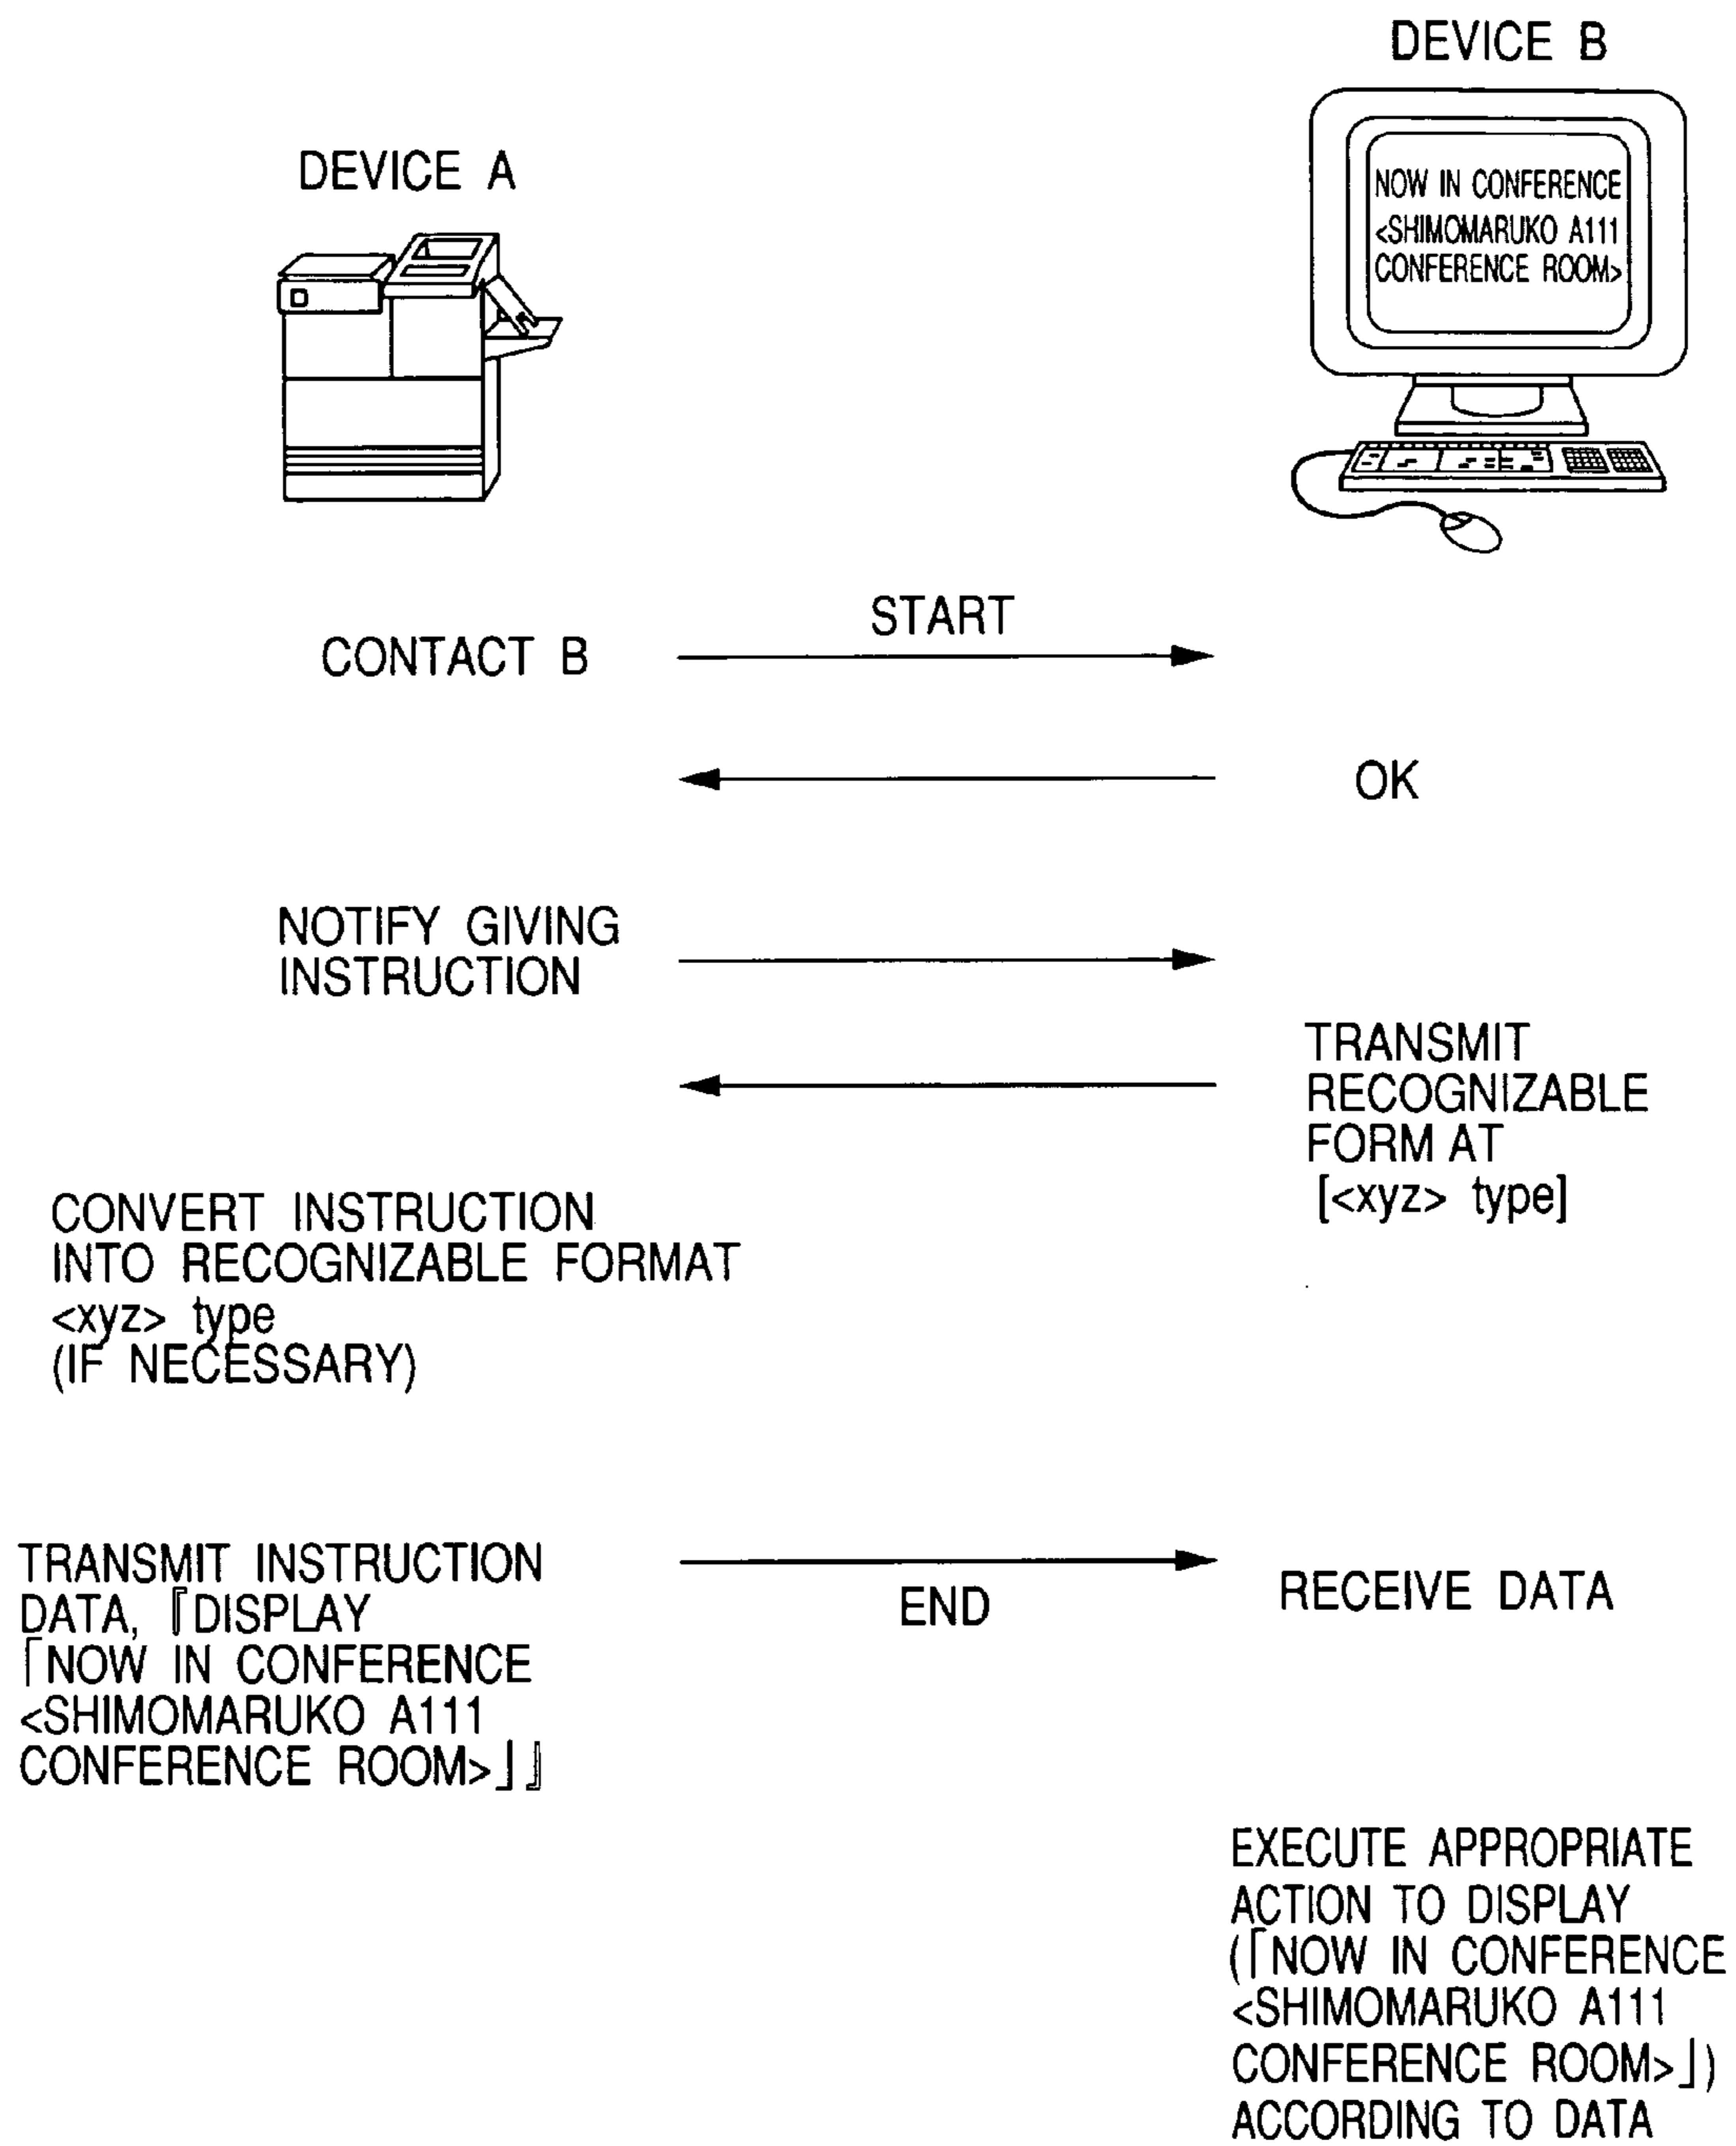 DEVICE B
DEVICE A
NOW IN CONFERENCE
<SHIMOMARUKO A111
CONFERENCE ROOM>
START
CONTACT B
OK
NOTIFY GIVING
INSTRUCTION
TRANSMIT
RECOGNIZABLE
FORM AT
[<xyz> type]
CONVERT INSTRUCTION
INTO RECOGNIZABLE FORMAT
<xyz> type
(IF NECESSARY)
TRANSMIT INSTRUCTION
DATA, 『DISPLAY
「NOW IN CONFERENCE
<SHIMOMARUKO A111
CONFERENCE ROOM>」』
END
RECEIVE DATA
EXECUTE APPROPRIATE
ACTION TO DISPLAY
(「NOW IN CONFERENCE
<SHIMOMARUKO A111
CONFERENCE ROOM>」)
ACCORDING TO DATA